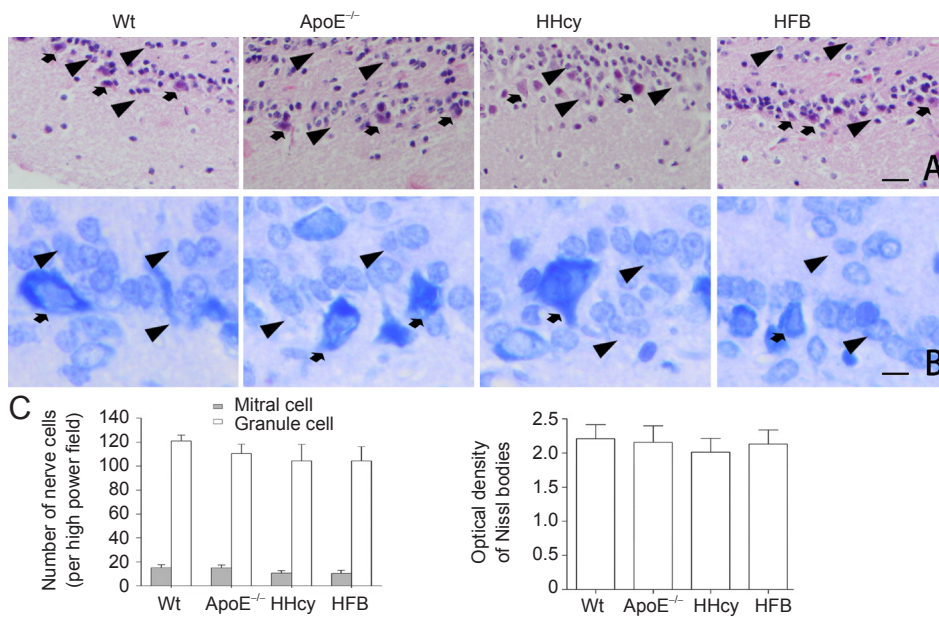 Wt ApoE⁻/⁻ HHcy HFB
A
B
C
Mitral cell
Granule cell
Number of nerve cells
(per high power field)
140
120
100
80
60
40
20
0
Wt ApoE⁻/⁻ HHcy HFB
Optical density
of Nissl bodies
2.5
2.0
1.5
1.0
0.5
0
Wt ApoE⁻/⁻ HHcy HFB